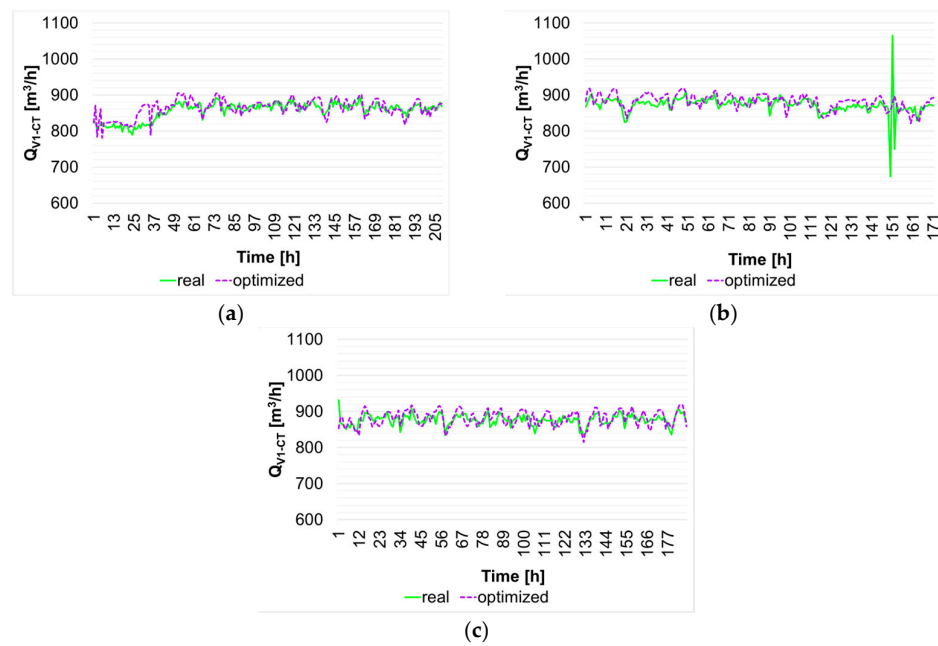 1100
1000
900
800
700
600
Q_V1-CT [m³/h]
1 13 25 37 49 61 73 85 97 109 121 133 145 157 169 181 193 205
Time [h]
real optimized
(a)
1100
1000
900
800
700
600
Q_V1-CT [m³/h]
1 11 21 31 41 51 61 71 81 91 101 111 121 131 141 151 161 171
Time [h]
real optimized
(b)
1100
1000
900
800
700
600
Q_V1-CT [m³/h]
1 12 23 34 45 56 67 78 89 100 111 122 133 144 155 166 177
Time [h]
real optimized
(c)